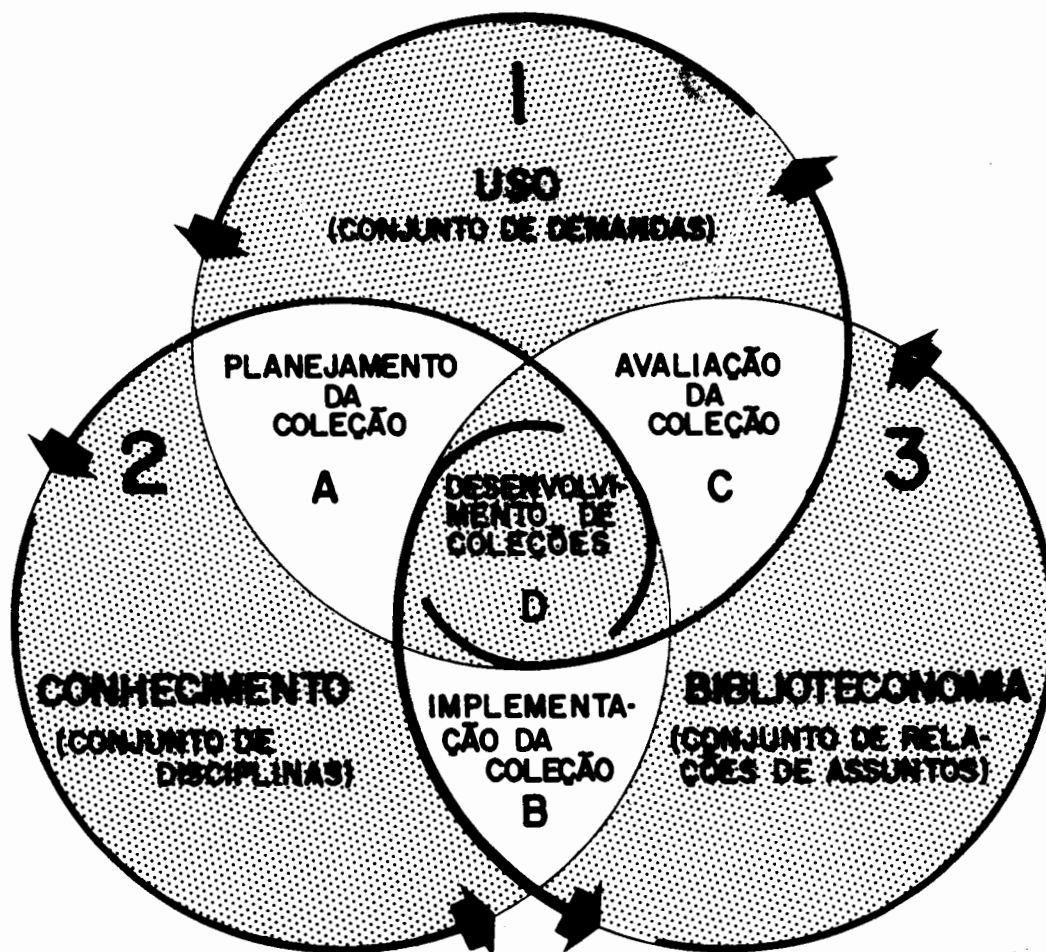 1
USO
(CONJUNTO DE DEMANDAS)
PLANEJAMENTO
DA
COLEÇÃO
A
AVALIAÇÃO
DA
COLEÇÃO
C
2
3
DESENVOLVI-
MENTO DE
COLEÇÕES
D
CONHECIMENTO
(CONJUNTO DE
DISCIPLINAS)
IMPLEMENTA-
ÇÃO DA
COLEÇÃO
B
BIBLIOTECONOMIA
(CONJUNTO DE RELA-
ÇÕES DE ASSUNTOS)